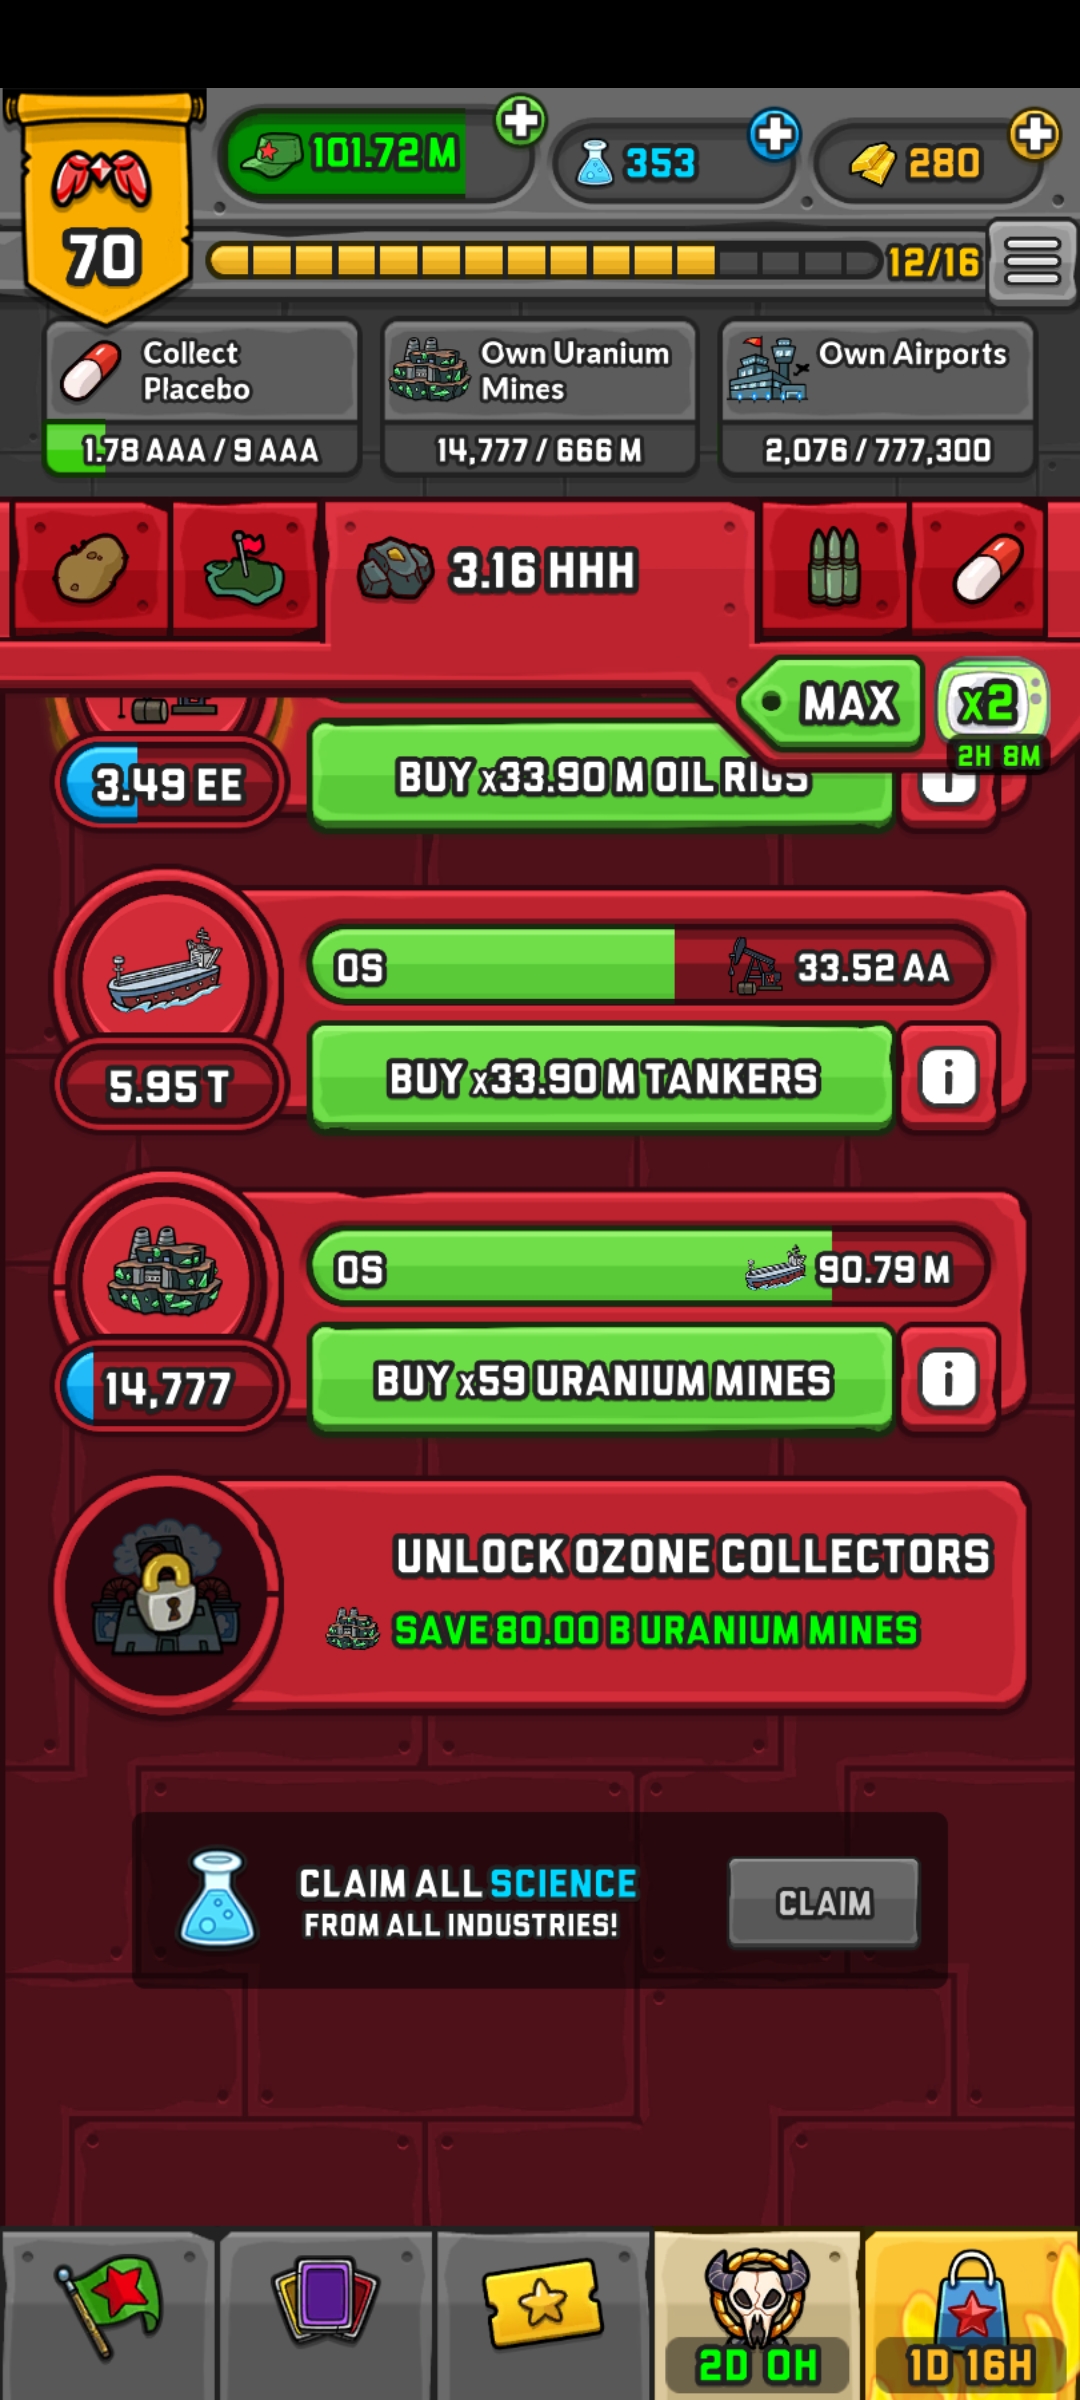 101.72 M
353
280
70
12/16
Collect
Placebo
1.78 AAA / 9 AAA
Own Uranium
Mines
14,777 / 666 M
Own Airports
2,076 / 777,300
3.16 HHH
MAX
x2
2H 8M
3.49 EE
BUY x33.90 M OIL RIGS
0S
33.52 AA
5.95 T
BUY x33.90 M TANKERS
i
0S
90.79 M
14,777
BUY x59 URANIUM MINES
i
UNLOCK OZONE COLLECTORS
SAVE 80.00 B URANIUM MINES
CLAIM ALL SCIENCE
FROM ALL INDUSTRIES!
CLAIM
2D 0H
1D 16H